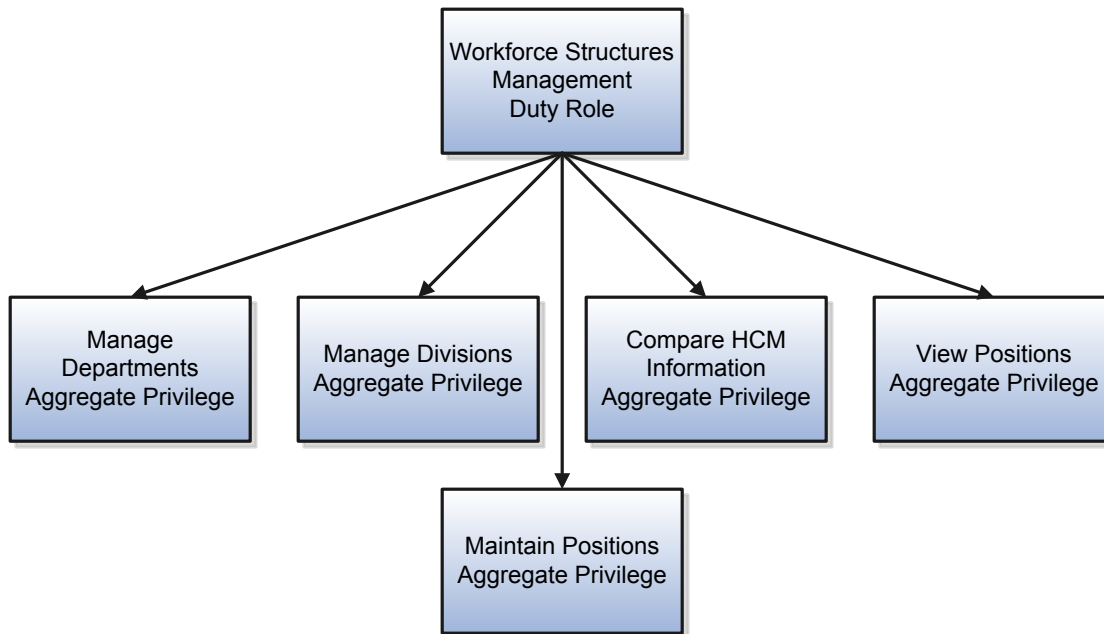 Workforce Structures
Management
Duty Role
Manage
Departments
Aggregate Privilege
Manage Divisions
Aggregate Privilege
Compare HCM
Information
Aggregate Privilege
View Positions
Aggregate Privilege
Maintain Positions
Aggregate Privilege